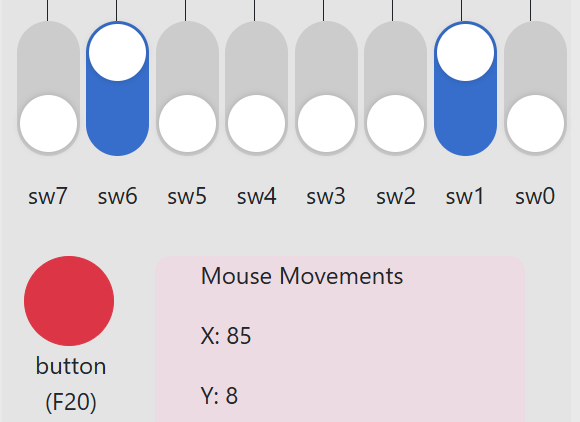 sw7 sw6 sw5 sw4 sw3 sw2 sw1 sw0
button
(F20)
Mouse Movements
X: 85
Y: 8